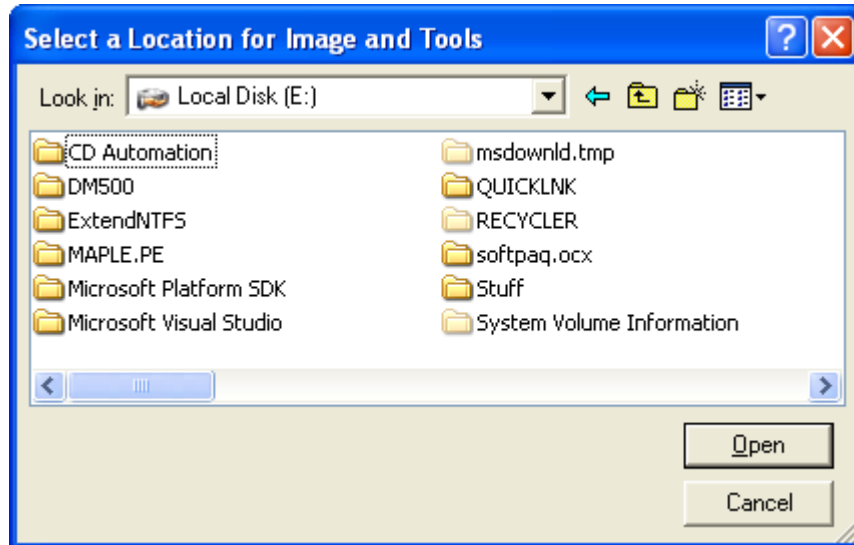 Select a Location for Image and Tools
Look in: Local Disk (E:)
CD Automation
DM500
ExtendNTFS
MAPLE.PE
Microsoft Platform SDK
Microsoft Visual Studio
msdownld.tmp
QUICKLNK
RECYCLER
softpaq.ocx
Stuff
System Volume Information
Open
Cancel